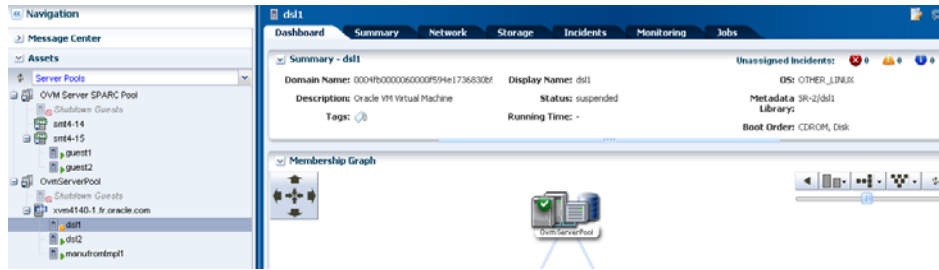 Navigation
Message Center
Assets
Server Pools
OVM Server SPARC Pool
Shutdown Guests
smt4-14
smt4-15
guest1
guest2
OvmServerPool
Shutdown Guests
xvm4140-1.fr.oracle.com
dsl1
dsl2
manufromtmpl1
dsl1
Dashboard Summary Network Storage Incidents Monitoring Jobs
Summary - dsl1
Unassigned Incidents: 0 0 0
Domain Name: 0004fb0000060000f594e1736830b5
Display Name: dsl1
OS: OTHER_LINUX
Description: Oracle VM Virtual Machine
Status: suspended
Metadata Library: SR-2/dsl1
Tags:
Running Time: -
Boot Order: CDROM, Disk
Membership Graph
OvmServerPool